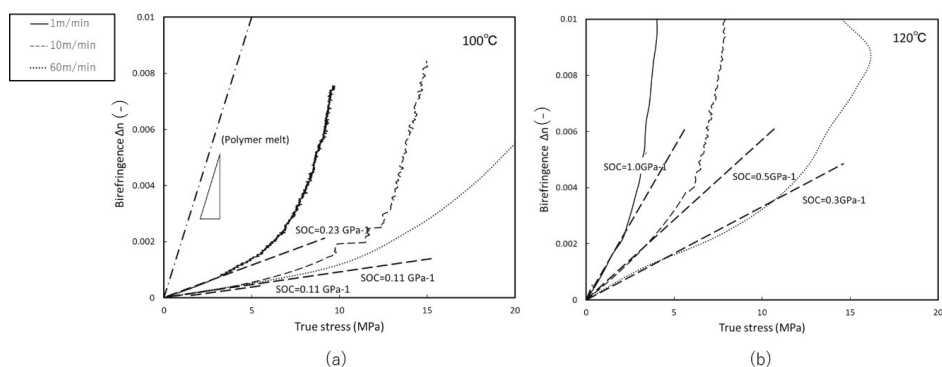 1m/min
10m/min
60m/min
0.01
0.008
0.006
0.004
0.002
0
Birefringence Δn (-)
100℃
(Polymer melt)
SOC=0.23 GPa-1
SOC=0.11 GPa-1
SOC=0.11 GPa-1
0 5 10 15 20
True stress (MPa)
(a)
0.01
0.008
0.006
0.004
0.002
0
Birefringence Δn (-)
120℃
SOC=1.0GPa-1
SOC=0.5GPa-1
SOC=0.3GPa-1
0 5 10 15 20
True stress (MPa)
(b)